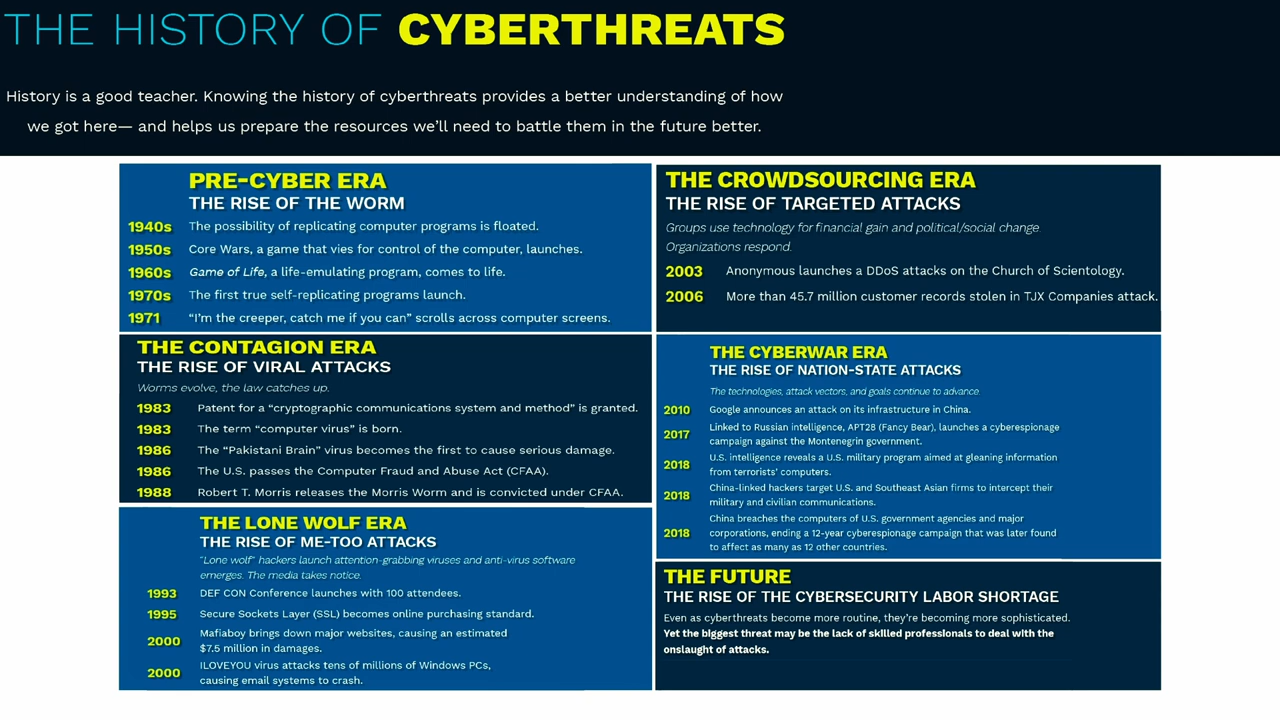 THE HISTORY OF CYBERTHREATS
History is a good teacher. Knowing the history of cyberthreats provides a better understanding of how
we got here— and helps us prepare the resources we'll need to battle them in the future better.
PRE-CYBER ERA
THE RISE OF THE WORM
1940s The possibility of replicating computer programs is floated.
1950s Core Wars, a game that vies for control of the computer, launches.
1960s Game of Life, a life-emulating program, comes to life.
1970s The first true self-replicating programs launch.
1971 “I'm the creeper, catch me if you can” scrolls across computer screens.
THE CONTAGION ERA
THE RISE OF VIRAL ATTACKS
Worms evolve, the law catches up.
1983 Patent for a “cryptographic communications system and method” is granted.
1983 The term “computer virus” is born.
1986 The “Pakistani Brain” virus becomes the first to cause serious damage.
1986 The U.S. passes the Computer Fraud and Abuse Act (CFAA).
1988 Robert T. Morris releases the Morris Worm and is convicted under CFAA.
THE LONE WOLF ERA
THE RISE OF ME-TOO ATTACKS
“Lone wolf” hackers launch attention-grabbing viruses and anti-virus software
emerges. The media takes notice.
1993 DEF CON Conference launches with 100 attendees.
1995 Secure Sockets Layer (SSL) becomes online purchasing standard.
2000 Mafiaboy brings down major websites, causing an estimated
$7.5 million in damages.
2000 ILOVEYOU virus attacks tens of millions of Windows PCs,
causing email systems to crash.
THE CROWDSOURCING ERA
THE RISE OF TARGETED ATTACKS
Groups use technology for financial gain and political/social change.
Organizations respond.
2003 Anonymous launches a DDoS attacks on the Church of Scientology.
2006 More than 45.7 million customer records stolen in TJX Companies attack.
THE CYBERWAR ERA
THE RISE OF NATION-STATE ATTACKS
The technologies, attack vectors, and goals continue to advance.
2010 Google announces an attack on its infrastructure in China.
2017 Linked to Russian intelligence, APT28 (Fancy Bear), launches a cyberespionage
campaign against the Montenegrin government.
2018 U.S. intelligence reveals a U.S. military program aimed at gleaning information
from terrorists' computers.
2018 China-linked hackers target U.S. and Southeast Asian firms to intercept their
military and civilian communications.
2018 China breaches the computers of U.S. government agencies and major
corporations, ending a 12-year cyberespionage campaign that was later found
to affect as many as 12 other countries.
THE FUTURE
THE RISE OF THE CYBERSECURITY LABOR SHORTAGE
Even as cyberthreats become more routine, they're becoming more sophisticated.
Yet the biggest threat may be the lack of skilled professionals to deal with the
onslaught of attacks.